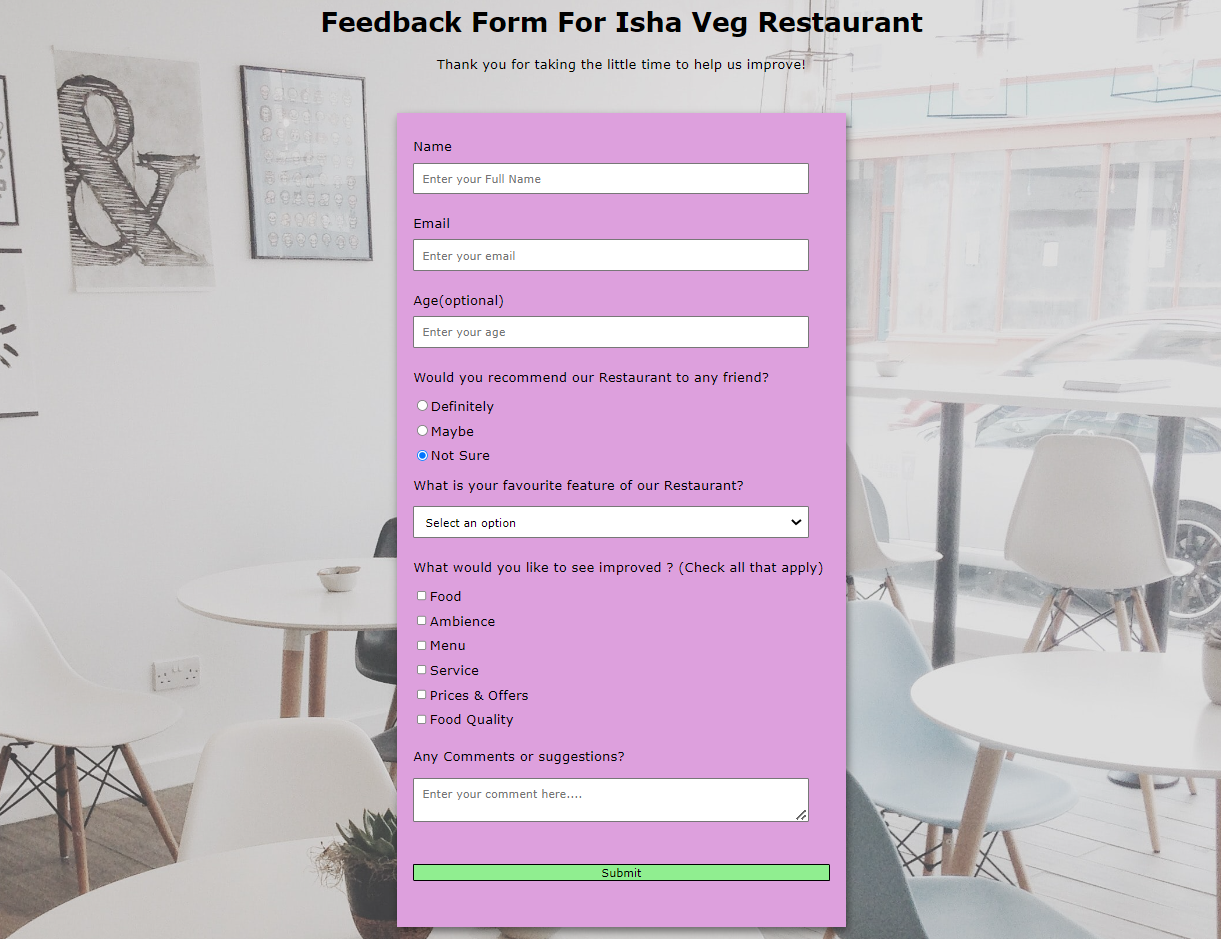 Feedback Form For Isha Veg Restaurant
Thank you for taking the little time to help us improve!
&
Name
Enter your Full Name
Email
Enter your email
Age(optional)
Enter your age
Would you recommend our Restaurant to any friend?
Definitely
Maybe
Not Sure
What is your favourite feature of our Restaurant?
Select an option
What would you like to see improved ? (Check all that apply)
Food
Ambience
Menu
Service
Prices & Offers
Food Quality
Any Comments or suggestions?
Enter your comment here....
Submit